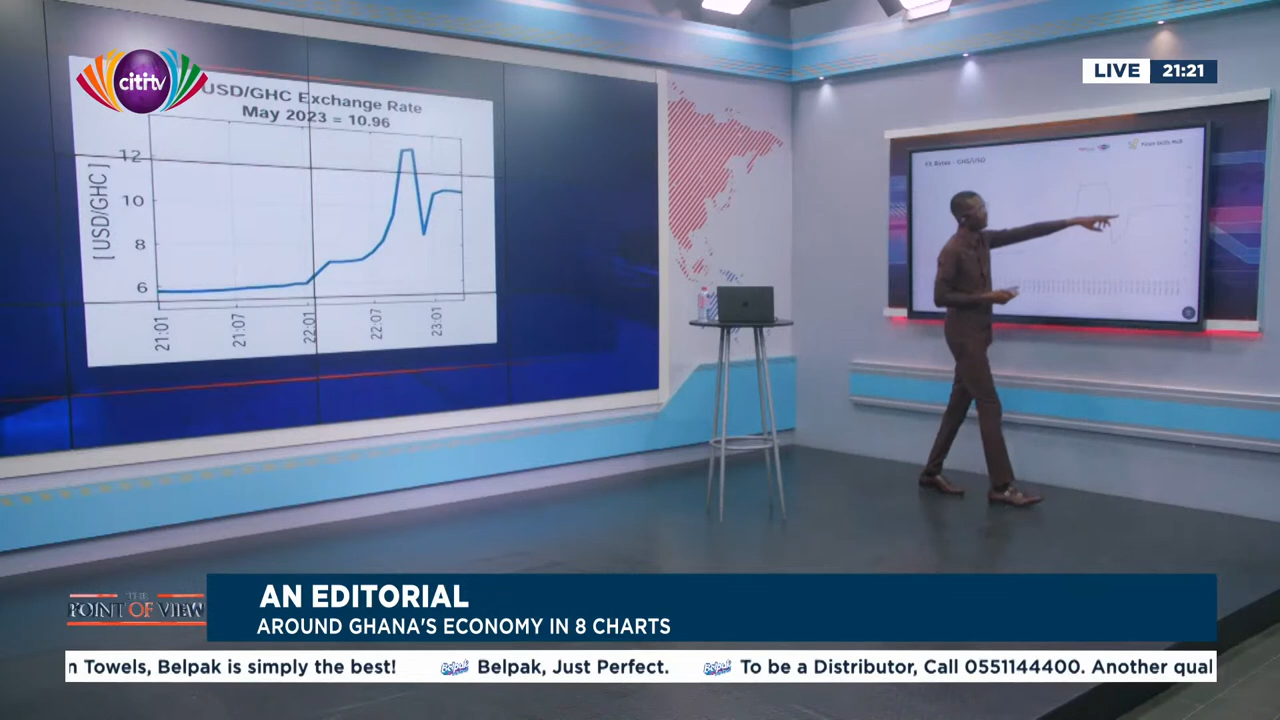 citi tv
USD/GHC Exchange Rate
May 2023 = 10.96
[ USD/GHC ]
12
10
8
6
21:01
21:07
22:01
22:07
23:01
LIVE 21:21
FX Rates - GHS/USD
THE
POINT OF VIEW
AN EDITORIAL
AROUND GHANA'S ECONOMY IN 8 CHARTS
n Towels, Belpak is simply the best! Belpak Belpak, Just Perfect. Belpak To be a Distributor, Call 0551144400. Another qual